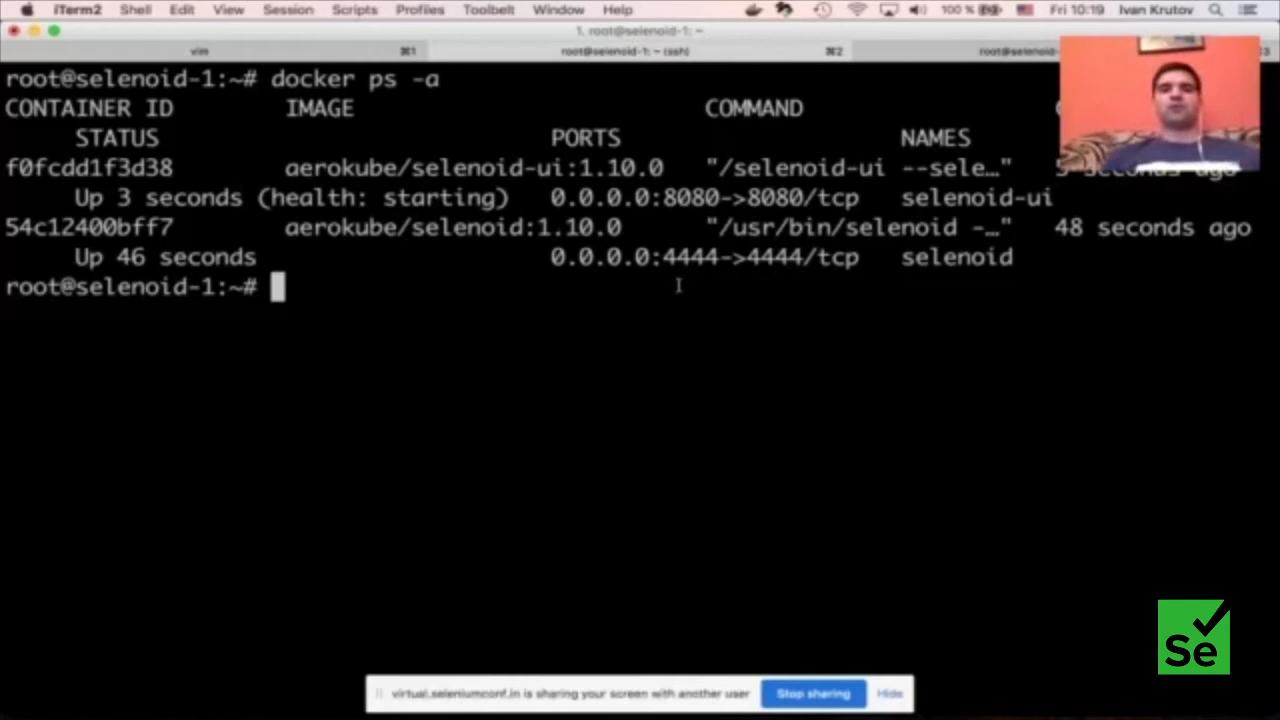 iTerm2 Shell Edit View Session Scripts Profiles Toolbelt Window Help 100 % Fri 10:19 Ivan Krutov
1. root@selenoid-1: ~
vim ⌘1 root@selenoid-1: ~ (ssh) ⌘2 root@selenoid- ⌘3
root@selenoid-1:~# docker ps -a
CONTAINER ID IMAGE COMMAND
STATUS PORTS NAMES
f0fcdd1f3d38 aerokube/selenoid-ui:1.10.0 "/selenoid-ui --sele…" seconds ago
Up 3 seconds (health: starting) 0.0.0.0:8080->8080/tcp selenoid-ui
54c12400bff7 aerokube/selenoid:1.10.0 "/usr/bin/selenoid -…" 48 seconds ago
Up 46 seconds 0.0.0.0:4444->4444/tcp selenoid
root@selenoid-1:~#
Se
virtual.seleniumconf.in is sharing your screen with another user Stop sharing Hide